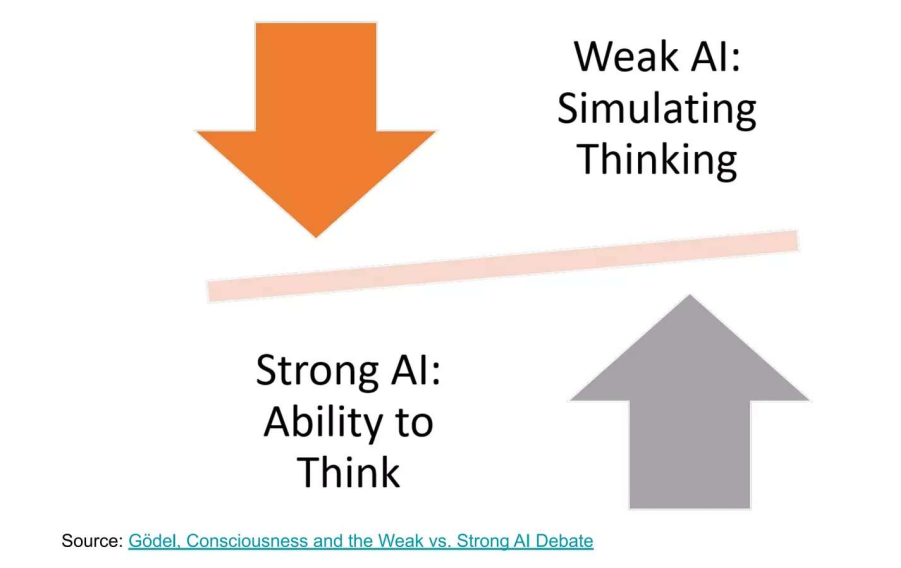 Weak AI:
Simulating
Thinking
Strong AI:
Ability to
Think
Source: Gödel, Consciousness and the Weak vs. Strong AI Debate